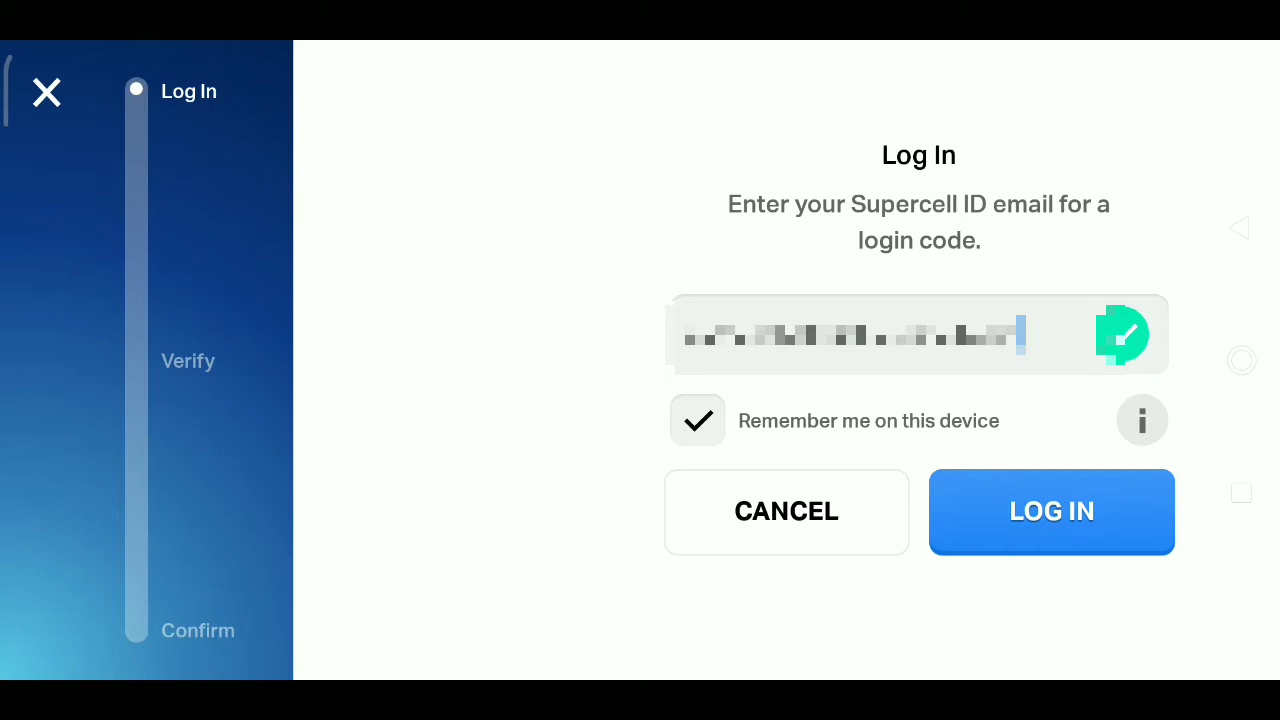 Log In
Verify
Confirm
Log In
Enter your Supercell ID email for a
login code.
Remember me on this device
CANCEL
LOG IN